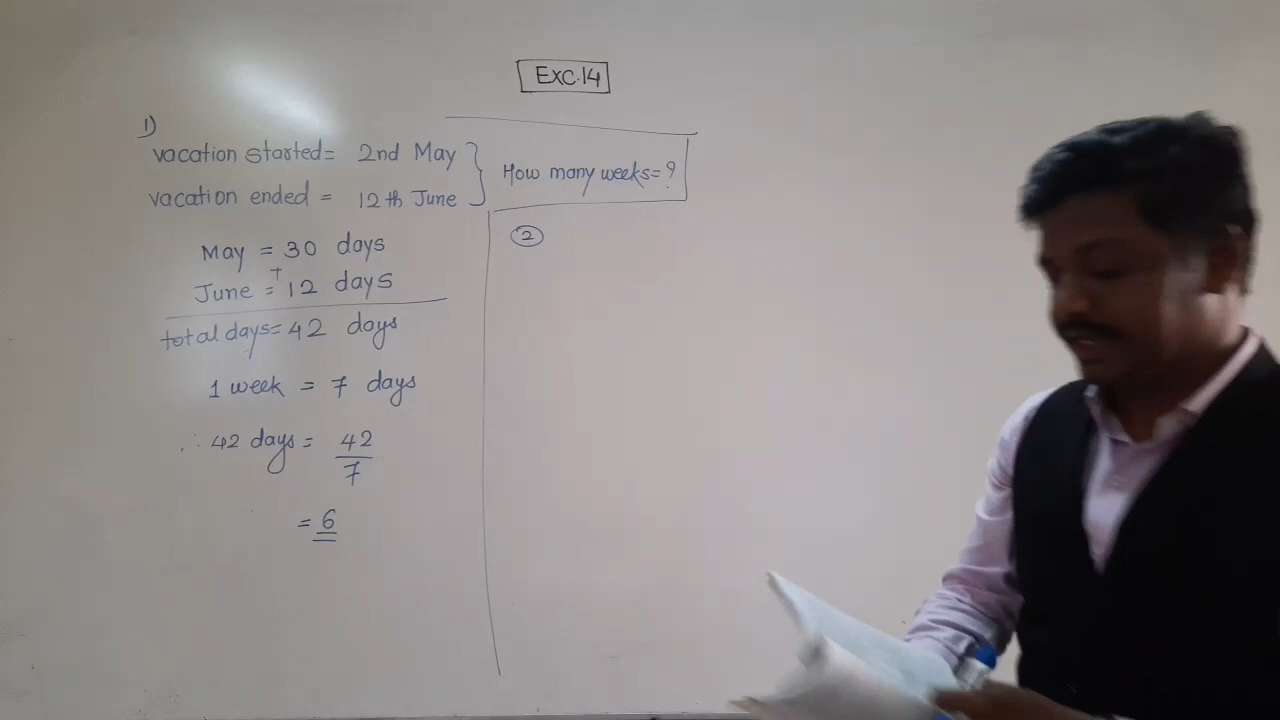 EXC.14
1)
vacation started= 2nd May
vacation ended = 12th June
How many weeks=?
May = 30 days
+
June = 12 days
total days= 42 days
1 week = 7 days
∴ 42 days = 42
7
= 6
2